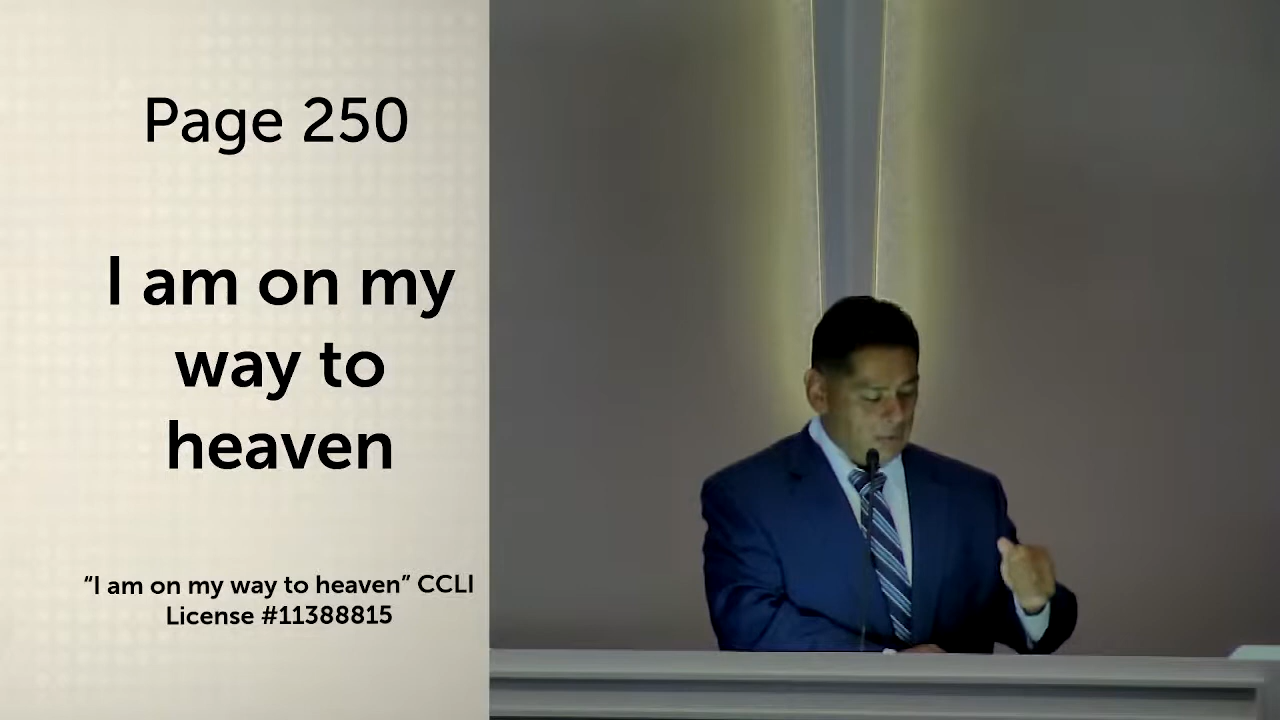 Page 250
I am on my
way to
heaven
“I am on my way to heaven” CCLI
License #11388815